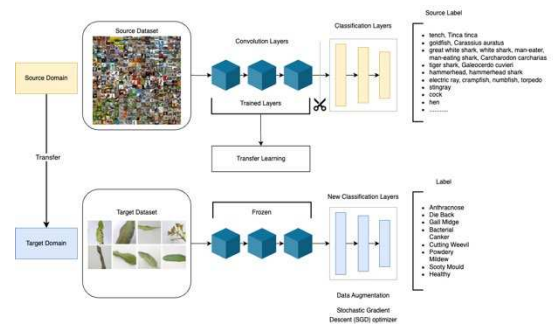 Source Label
Source Dataset
Convolution Layers
Classification Layers
tench, Tinca tinca
goldfish, Carassius auratus
great white shark, white shark, man-eater,
man-eating shark, Carcharodon carcharias
tiger shark, Galeocerdo cuvieri
hammerhead, hammerhead shark
electric ray, crampfish, numbfish, torpedo
stingray
cock
hen
..........
Source Domain
Trained Layers
Transfer Learning
Transfer
Target Dataset
Frozen
New Classification Layers
Label
Anthracnose
Die Back
Gall Midge
Bacterial
Canker
Cutting Weevil
Powdery
Mildew
Sooty Mould
Healthy
Target Domain
Data Augmentation
Stochastic Gradient
Descent (SGD) optimizer